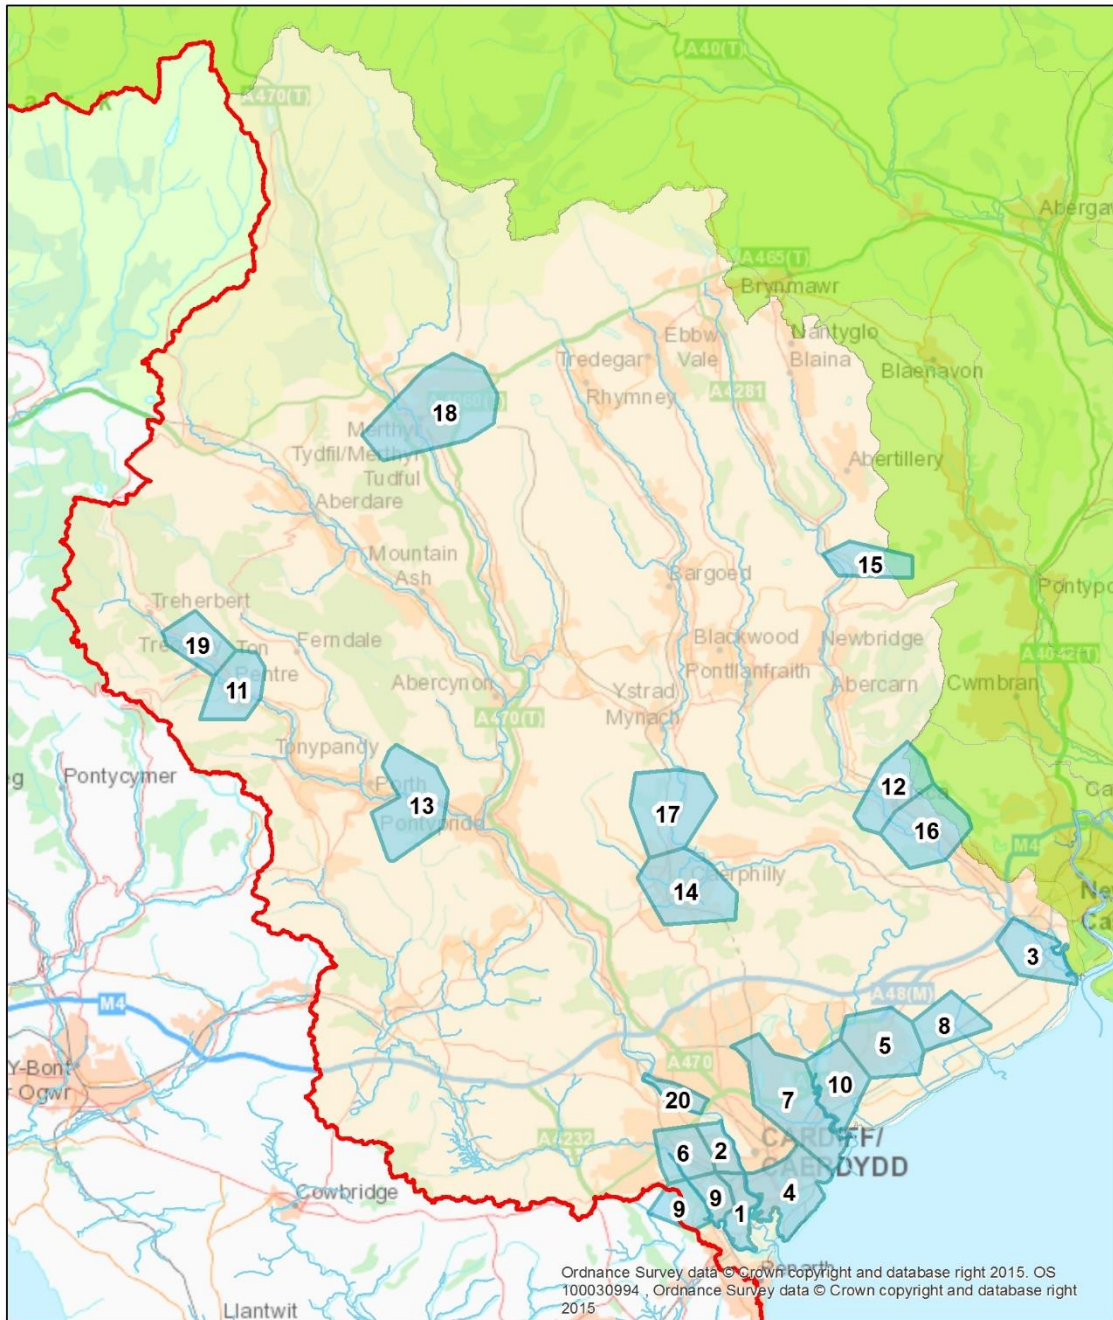 A40(T)
A470(T)
Aberga
A465(T)
Brynmawr
Nantyglo
Ebbw
Vale
Blaina
Tredegar
Blaenavon
Rhymney
A4281
18
Merthyr
Tydfil/Merthyr
Tudful
Abertillery
Aberdare
Mountain
Ash
15
Bargoed
Pontypo
Treherbert
Blackwood
Newbridge
19
Ton
Pentre
Ferndale
Pontllanfraith
A4042(T)
11
Abercynon
Ystrad
Mynach
Abercarn
Cwmbran
A470(T)
Tonypandy
Pontycymer
Porth
12
13
Pontypridd
17
16
14
Caerphilly
3
M4
A48(M)
8
5
Y-Bont
r Ogwr
A470
10
7
20
A4232
CARDIFF/
CAERDYDD
6
2
Cowbridge
9
9
1
4
Penarth
Ordnance Survey data © Crown copyright and database right 2015. OS
100030994 , Ordnance Survey data © Crown copyright and database right
2015
Llantwit